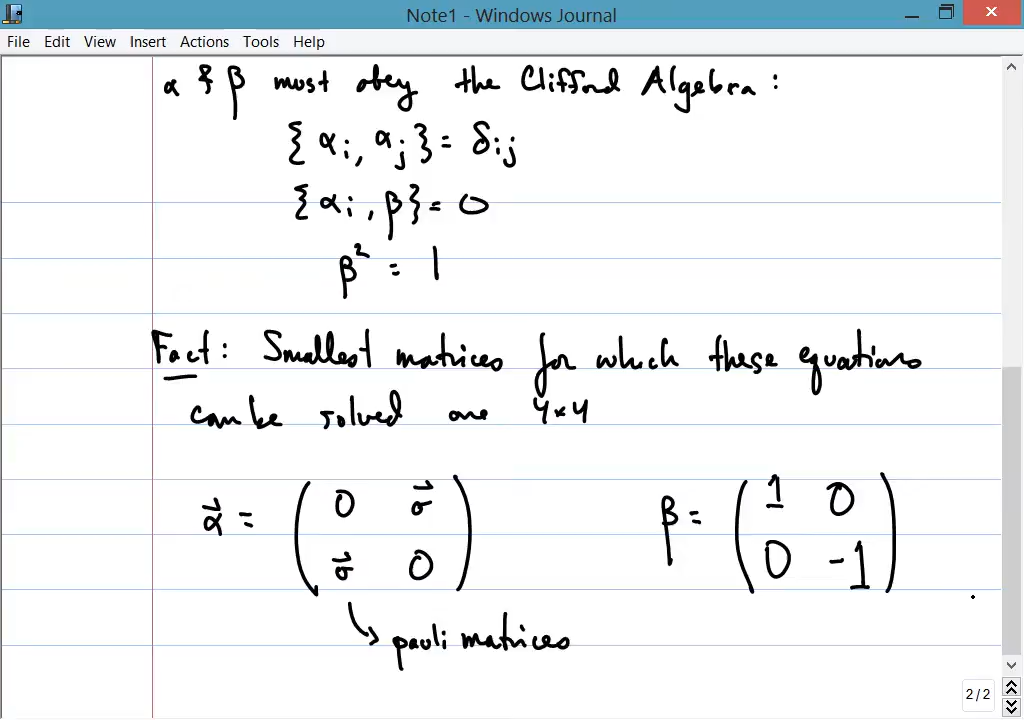 Note1 - Windows Journal
File Edit View Insert Actions Tools Help
α & β must obey the Clifford Algebra :
{ αi, αj } = δij
{ αi , β } = 0
β² = 1
Fact : Smallest matrices for which these equations
can be solved are 4×4
α⃗ = ( 0 σ⃗ ; σ⃗ 0 ) β = ( 1 0 ; 0 -1 )
pauli matrices
2 / 2